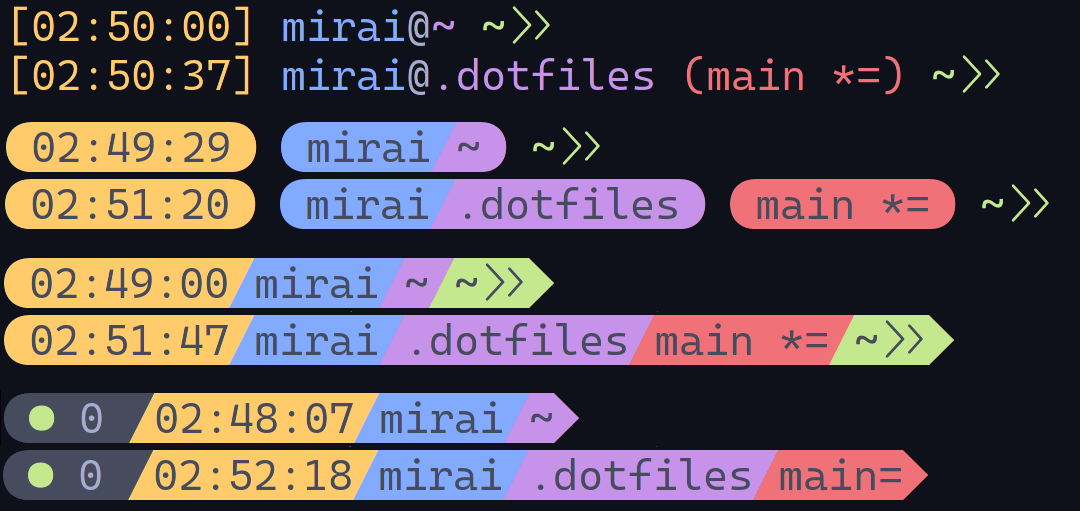 [02:50:00] mirai@~ ~>>
[02:50:37] mirai@.dotfiles (main *=) ~>>
02:49:29 mirai ~ ~>>
02:51:20 mirai .dotfiles main *= ~>>
02:49:00 mirai ~ ~>>
02:51:47 mirai .dotfiles main *= ~>>
● 0 02:48:07 mirai ~
● 0 02:52:18 mirai .dotfiles main=